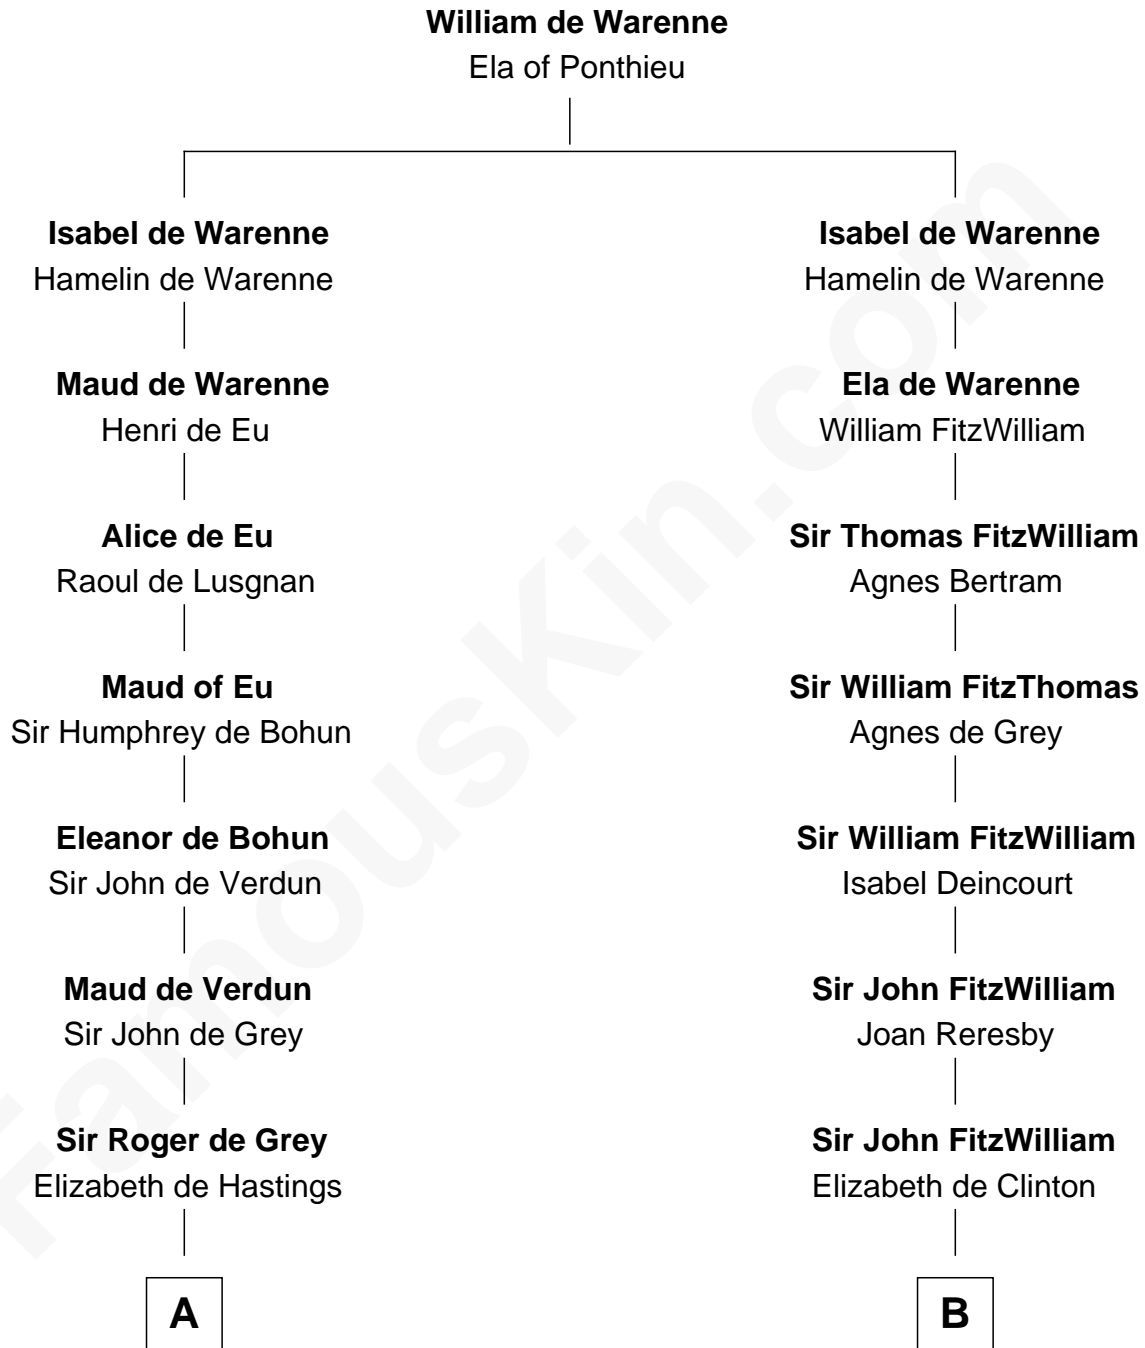 William de Warenne
Ela of Ponthieu
Isabel de Warenne
Hamelin de Warenne
Maud de Warenne
Henri de Eu
Alice de Eu
Raoul de Lusgnan
Maud of Eu
Sir Humphrey de Bohun
Eleanor de Bohun
Sir John de Verdun
Maud de Verdun
Sir John de Grey
Sir Roger de Grey
Elizabeth de Hastings
A
Isabel de Warenne
Hamelin de Warenne
Ela de Warenne
William FitzWilliam
Sir Thomas FitzWilliam
Agnes Bertram
Sir William FitzThomas
Agnes de Grey
Sir William FitzWilliam
Isabel Deincourt
Sir John FitzWilliam
Joan Reresby
Sir John FitzWilliam
Elizabeth de Clinton
B
FamousKin.com